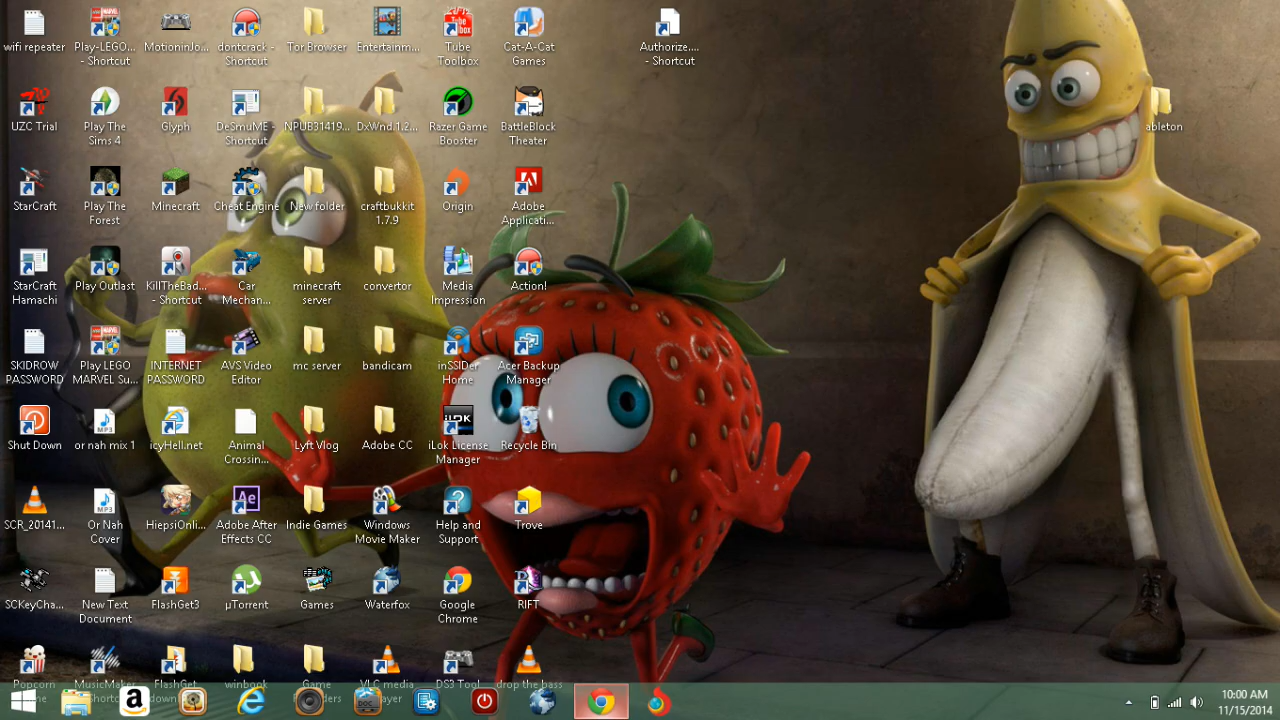 wifi repeater
Play-LEGO...
- Shortcut
MotioninJo...
dontcrack -
Shortcut
Tor Browser
Entertainm...
Tube
Toolbox
Cat-A-Cat
Games
Authorize....
- Shortcut
UZC Trial
Play The
Sims 4
Glyph
DeSmuME -
Shortcut
NPUB31419...
DxWnd.1.2...
Razer Game
Booster
BattleBlock
Theater
ableton
StarCraft
Play The
Forest
Minecraft
Cheat Engine
New folder
craftbukkit
1.7.9
Origin
Adobe
Applicati...
StarCraft
Hamachi
Play Outlast
KillTheBad...
- Shortcut
Car
Mechan...
minecraft
server
convertor
Media
Impression
Action!
SKIDROW
PASSWORD
Play LEGO
MARVEL Su...
INTERNET
PASSWORD
AVS Video
Editor
mc server
bandicam
inSSIDer
Home
Acer Backup
Manager
Shut Down
or nah mix 1
icyHell.net
Animal
Crossin...
Lyft Vlog
Adobe CC
iLok License
Manager
Recycle Bin
SCR_20141...
Or Nah
Cover
HiepsiOnli...
Adobe After
Effects CC
Indie Games
Windows
Movie Maker
Help and
Support
Trove
SCKeyCha...
New Text
Document
FlashGet3
µTorrent
Games
Waterfox
Google
Chrome
RIFT
Popcorn
MusicMaker
FlashGet
winbook
Game
VLC media
DS3 Tool
drop the bass
10:00 AM
11/15/2014